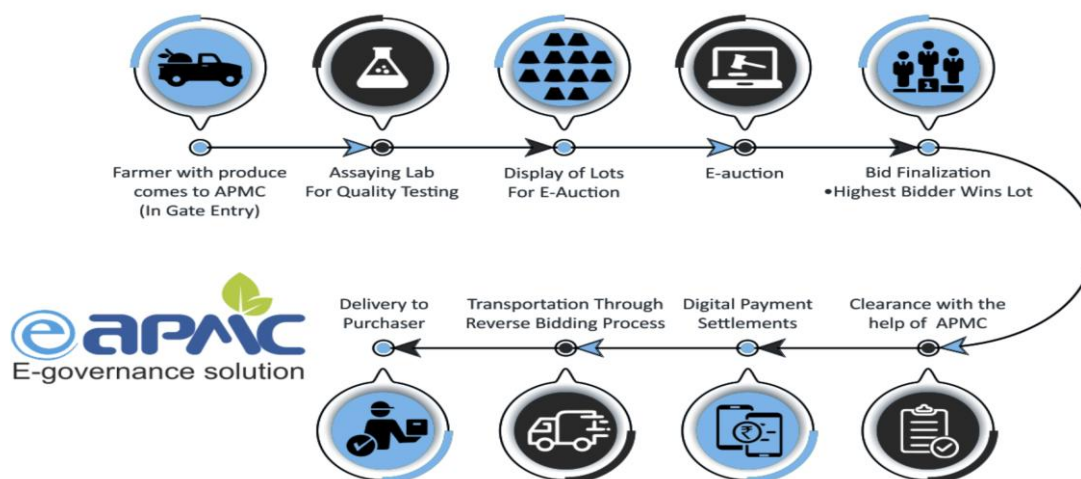 Farmer with produce
comes to APMC
(In Gate Entry)
Assaying Lab
For Quality Testing
Display of Lots
For E-Auction
E-auction
1
Bid Finalization
•Highest Bidder Wins Lot
Clearance with the
help of APMC
Digital Payment
Settlements
₹
Transportation Through
Reverse Bidding Process
Delivery to
Purchaser
eaPMC
E-governance solution